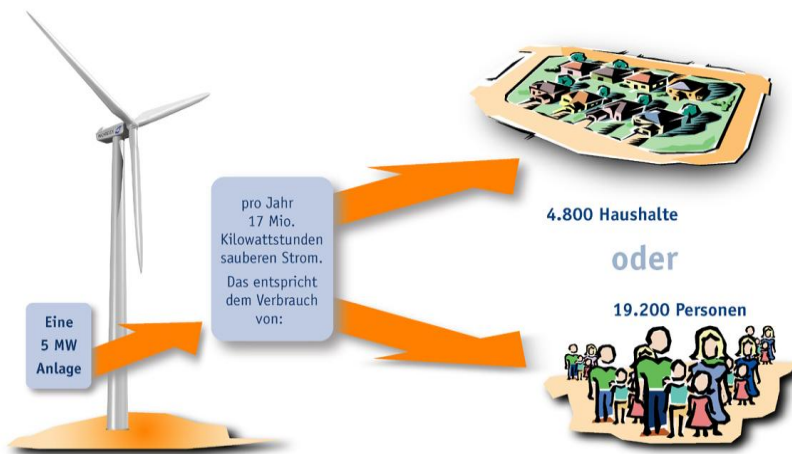 Eine
5 MW
Anlage
pro Jahr
17 Mio.
Kilowattstunden
sauberen Strom.
Das entspricht
dem Verbrauch
von:
4.800 Haushalte
oder
19.200 Personen